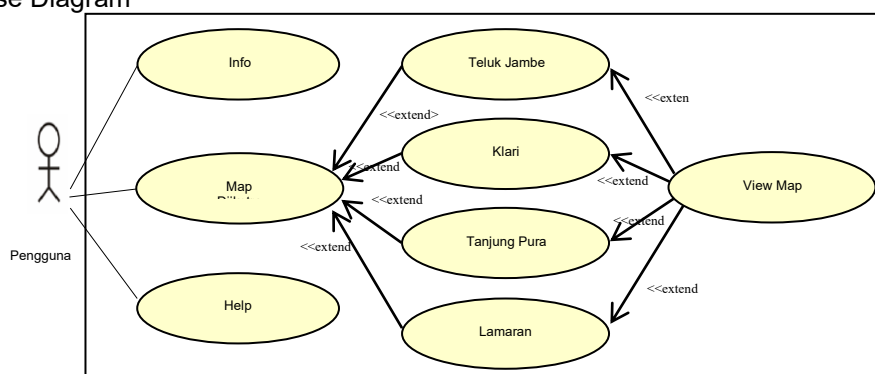 se Diagram
Info
Teluk Jambe
<<exten
<<extend>
Klari
<<extend
<<extend
Map
View Map
<<extend
<<extend
Tanjung Pura
<<extend
Pengguna
<<extend
Help
Lamaran